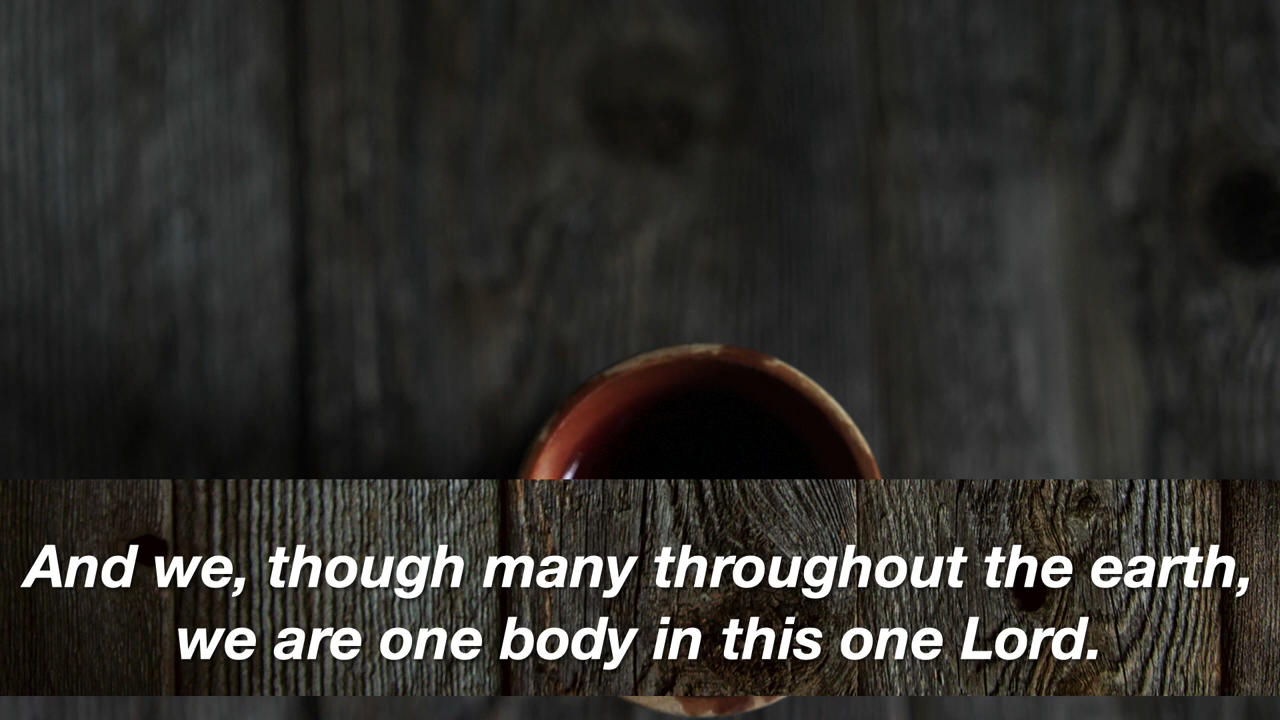 And we, though many throughout the earth,
we are one body in this one Lord.